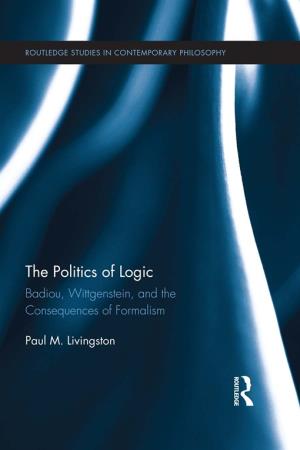 ROUTLEDGE STUDIES IN CONTEMPORARY PHILOSOPHY
The Politics of Logic
Badiou, Wittgenstein, and the
Consequences of Formalism
Paul M. Livingston
ROUTLEDGE